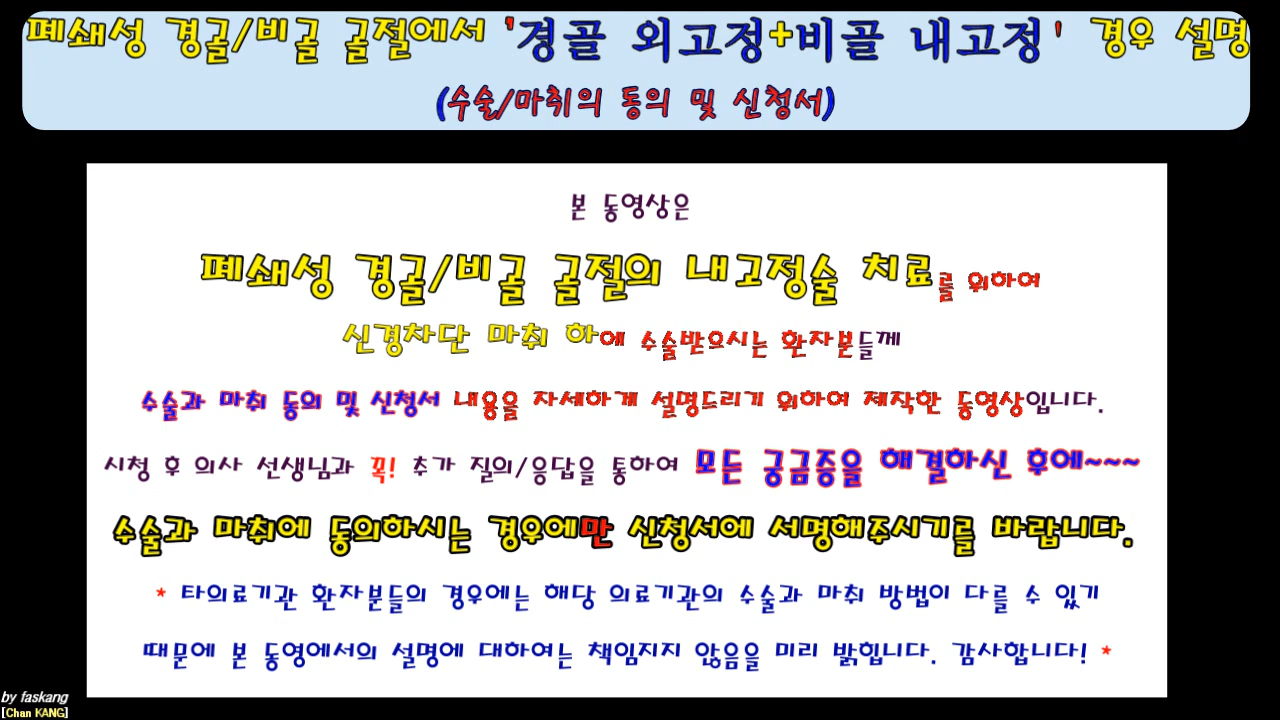 폐쇄성 경골/비골 골절에서 '경골 외고정+비골 내고정' 경우 설명
(수술/마취의 동의 및 신청서)
본 동영상은
폐쇄성 경골/비골 골절의 내고정술 치료를 위하여
신경차단 마취 하에 수술받으시는 환자분들께
수술과 마취 동의 및 신청서 내용을 자세하게 설명드리기 위하여 제작한 동영상입니다.
시청 후 의사 선생님과 꼭! 추가 질의/응답을 통하여 모든 궁금증을 해결하신 후에~~~
수술과 마취에 동의하시는 경우에만 신청서에 서명해주시기를 바랍니다.
* 타의료기관 환자분들의 경우에는 해당 의료기관의 수술과 마취 방법이 다를 수 있기
때문에 본 동영에서의 설명에 대하여는 책임지지 않음을 미리 밝힙니다. 감사합니다! *
by faskang
[Chan KANG]